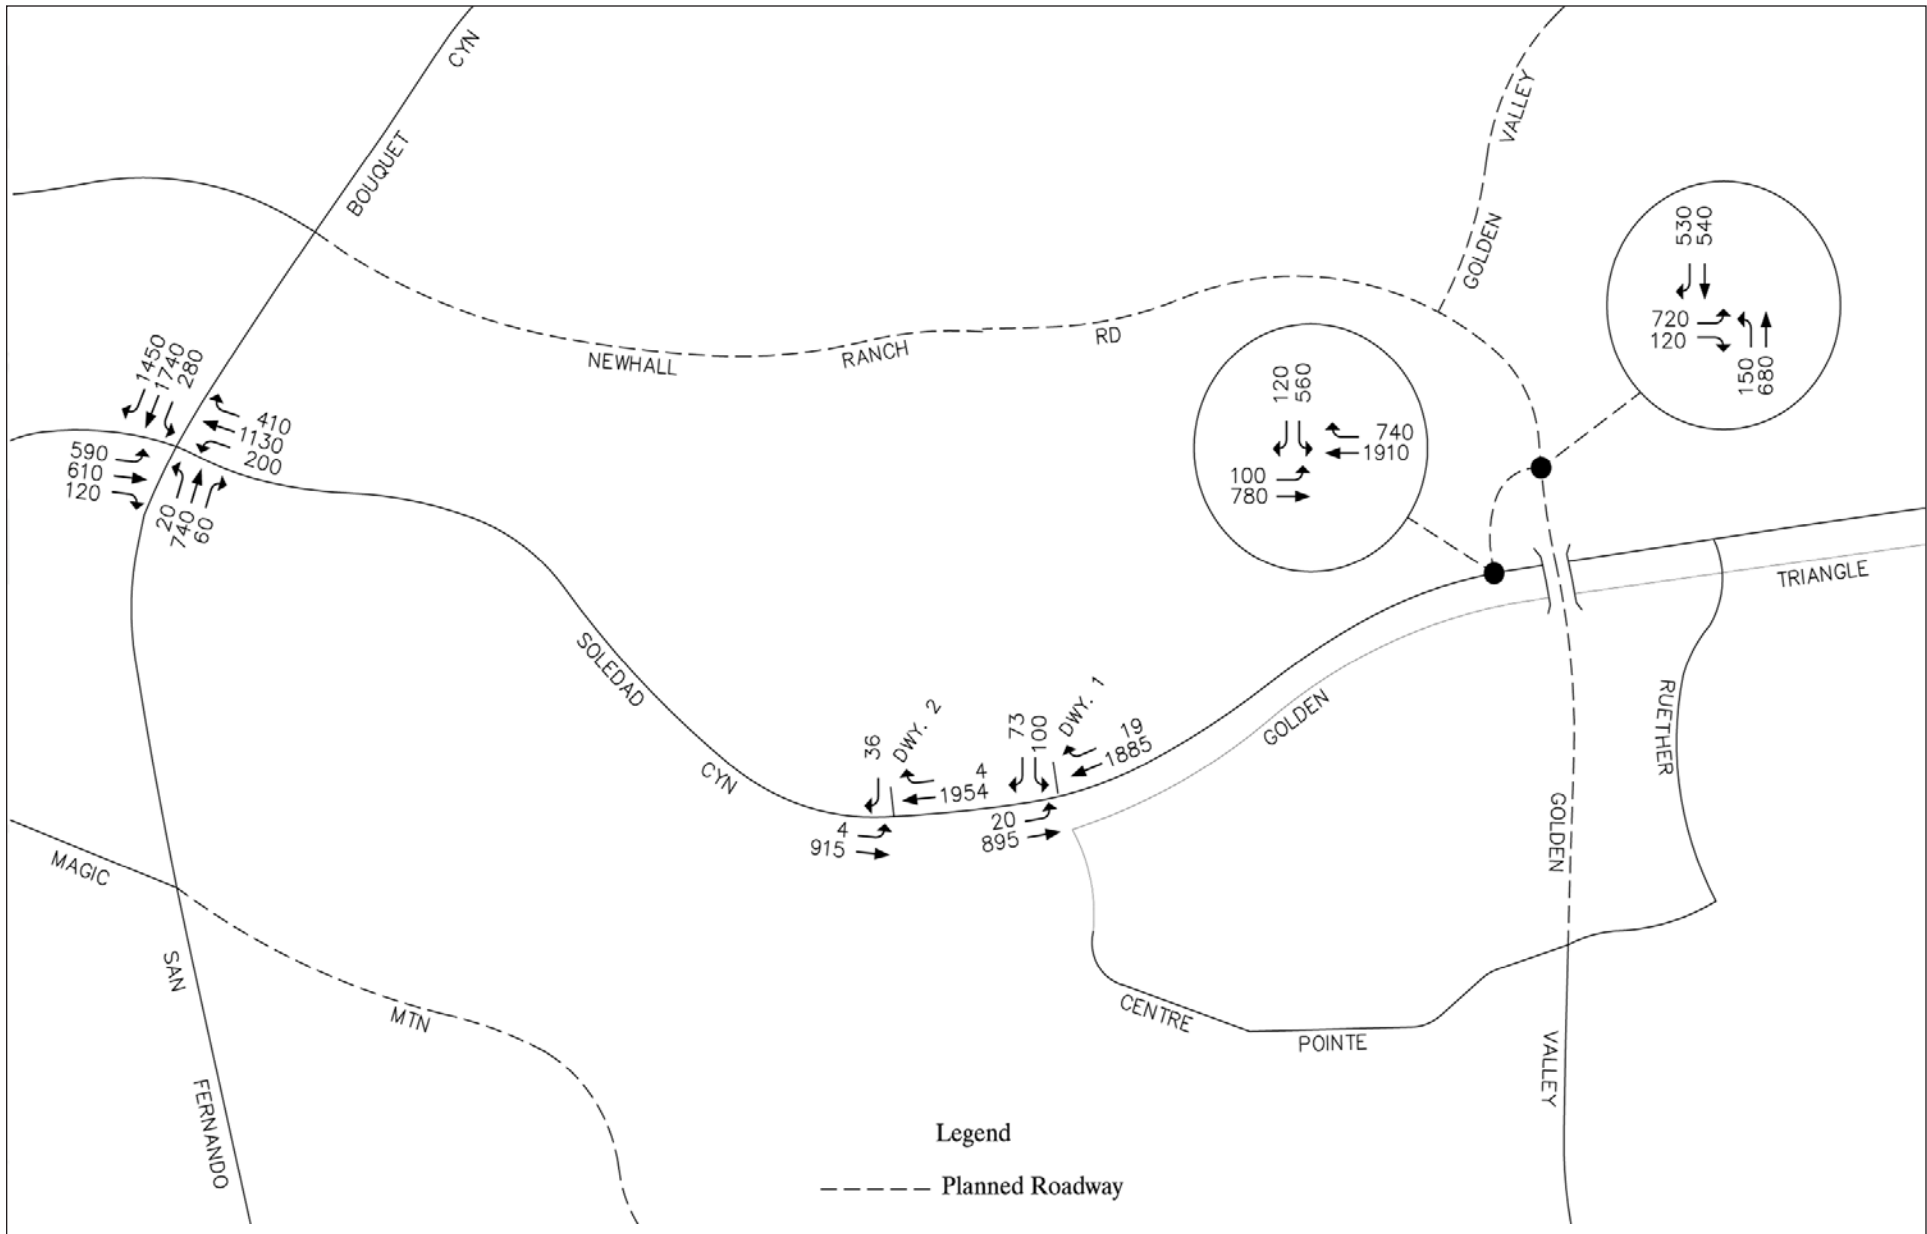 CYN
BOUQUET
VALLEY
GOLDEN
NEWHALL
RANCH
RD
530
540
720
120
150
680
120
560
740
1910
100
780
1450
1740
280
410
1130
200
590
610
120
20
740
60
TRIANGLE
SOLEDAD
CYN
GOLDEN
RUETHER
36
DWY. 2
4
1954
4
915
73
100
DWY. 1
19
1885
20
895
GOLDEN
VALLEY
MAGIC
MTN
SAN
FERNANDO
CENTRE
POINTE
Legend
Planned Roadway